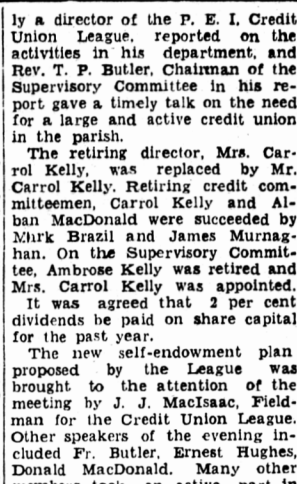 ly a director of the P. E. I. Credit
Union League, reported on the
activities in his department, and
Rev. T. P. Butler, Chairman of the
Supervisory Committee in his re-
port gave a timely talk on the need
for a large and active credit union
in the parish.
The retiring director, Mrs. Car-
rol Kelly, was replaced by Mr.
Carrol Kelly. Retiring credit com-
mitteemen, Carrol Kelly and Al-
ban MacDonald were succeeded by
Mark Brazil and James Murnag-
han. On the Supervisory Commit-
tee, Ambrose Kelly was retired and
Mrs. Carrol Kelly was appointed.
It was agreed that 2 per cent
dividends be paid on share capital
for the past year.
The new self-endowment plan
proposed by the League was
brought to the attention of the
meeting by J. J. MacIsaac, Field-
man for the Credit Union League.
Other speakers of the evening in-
cluded Fr. Butler, Ernest Hughes,
Donald MacDonald. Many other